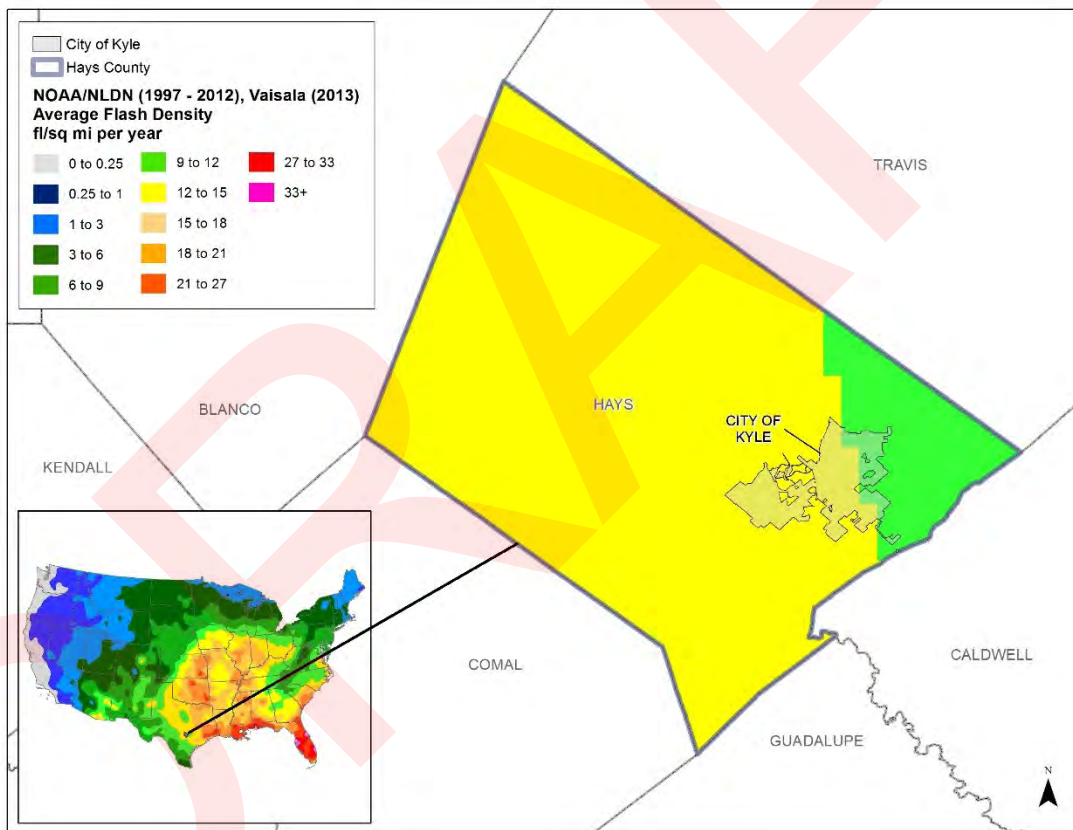 City of Kyle
Hays County
NOAA/NLDN (1997 - 2012), Vaisala (2013)
Average Flash Density
fl/sq mi per year
0 to 0.25
0.25 to 1
1 to 3
3 to 6
6 to 9
9 to 12
12 to 15
15 to 18
18 to 21
21 to 27
27 to 33
33+
TRAVIS
BLANCO
HAYS
CITY OF
KYLE
KENDALL
COMAL
CALDWELL
GUADALUPE
N